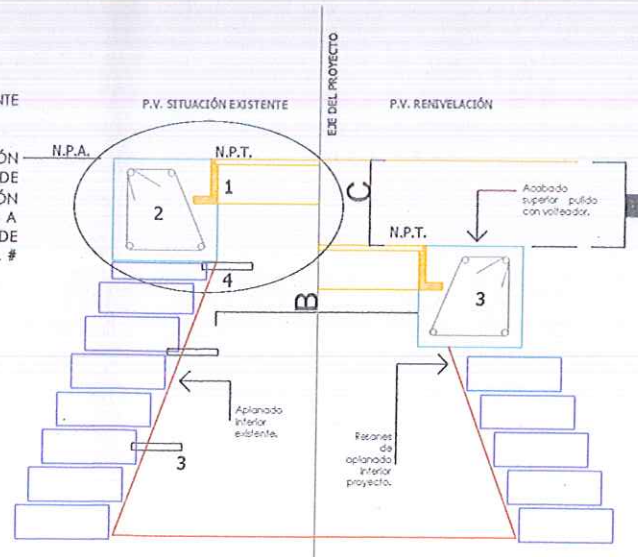 NTE
ÓN
DE
ÓN
A
DE
. #
P.V. SITUACIÓN EXISTENTE
EJE DEL PROYECTO
P.V. RENIVELACIÓN
N.P.A.
N.P.T.
1
2
4
3
C
B
N.P.T.
3
Acabado
superior pulido
con volteador.
Aplanado
interior
existente.
Resanes
de
aplanado
interior
proyecto.